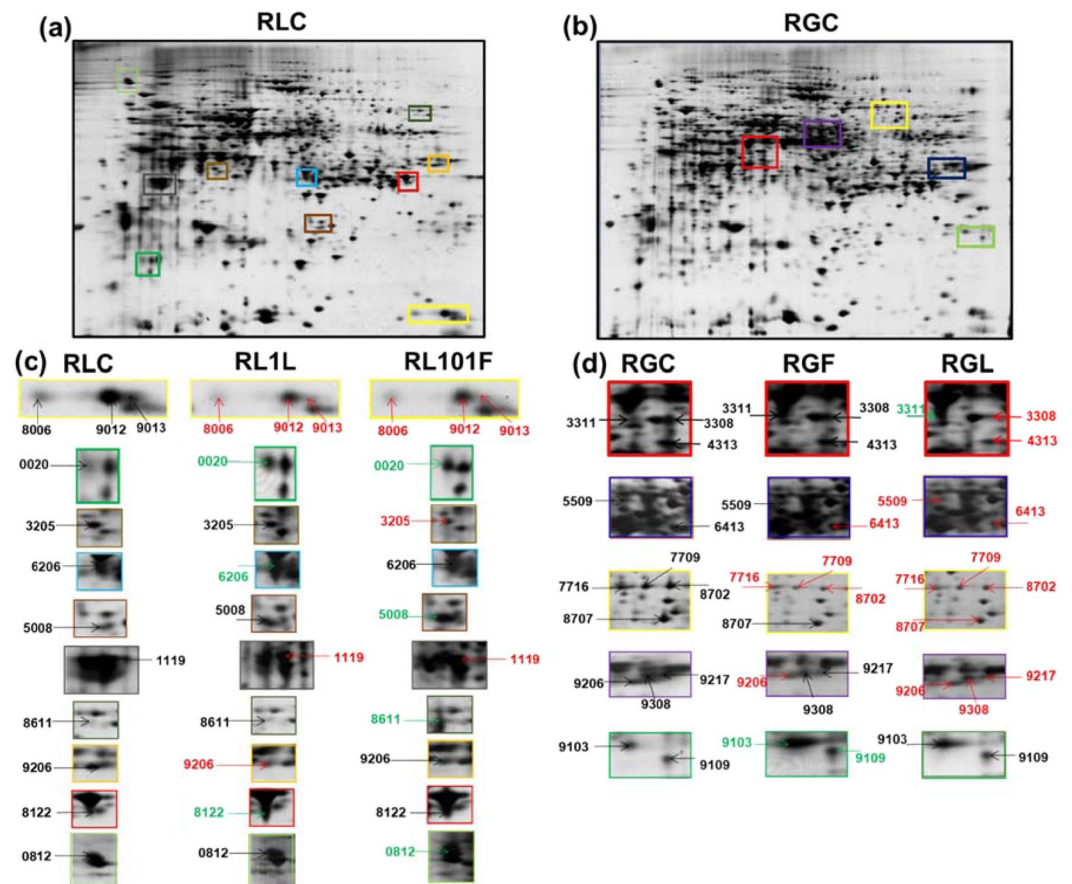 (a) RLC
(b) RGC
(c) RLC RL1L RL101F
8006 9012 9013 8006 9012 9013 8006 9012 9013
0020 0020 0020
3205 3205 3205
6206 6206 6206
5008 5008 5008
1119 1119 1119
8611 8611 8611
9206 9206 9206
8122 8122 8122
0812 0812 0812
(d) RGC RGF RGL
3311 3308 3311 3308 3311 3308
4313 4313 4313
5509 5509 5509
6413 6413 6413
7709 7709 7709
7716 8702 7716 8702 7716 8702
8707 8707 8707
9206 9217 9206 9217 9206 9217
9308 9308 9308
9103 9109 9103 9109 9103 9109